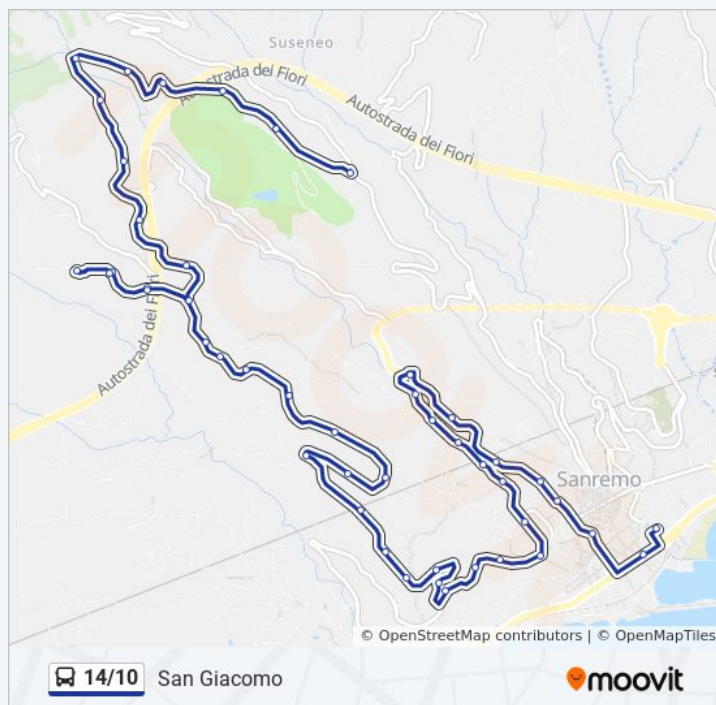 Suseneo
Autostrada dei Fiori
Autostrada dei Fiori
Autostrada dei Fiori
Sanremo
© OpenStreetMap contributors | © OpenMapTiles
14/10 San Giacomo
moovit